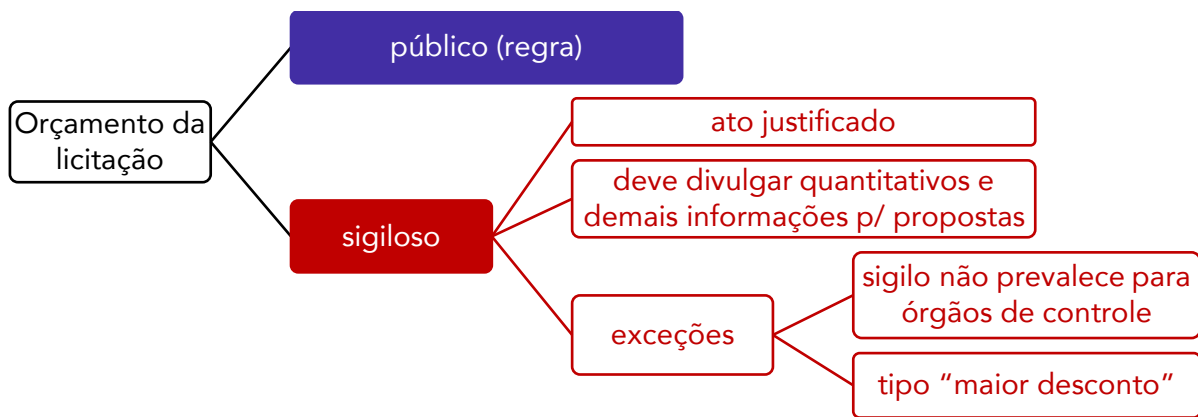 público (regra)
Orçamento da
licitação
sigiloso
ato justificado
deve divulgar quantitativos e
demais informações p/ propostas
exceções
sigilo não prevalece para
órgãos de controle
tipo “maior desconto”